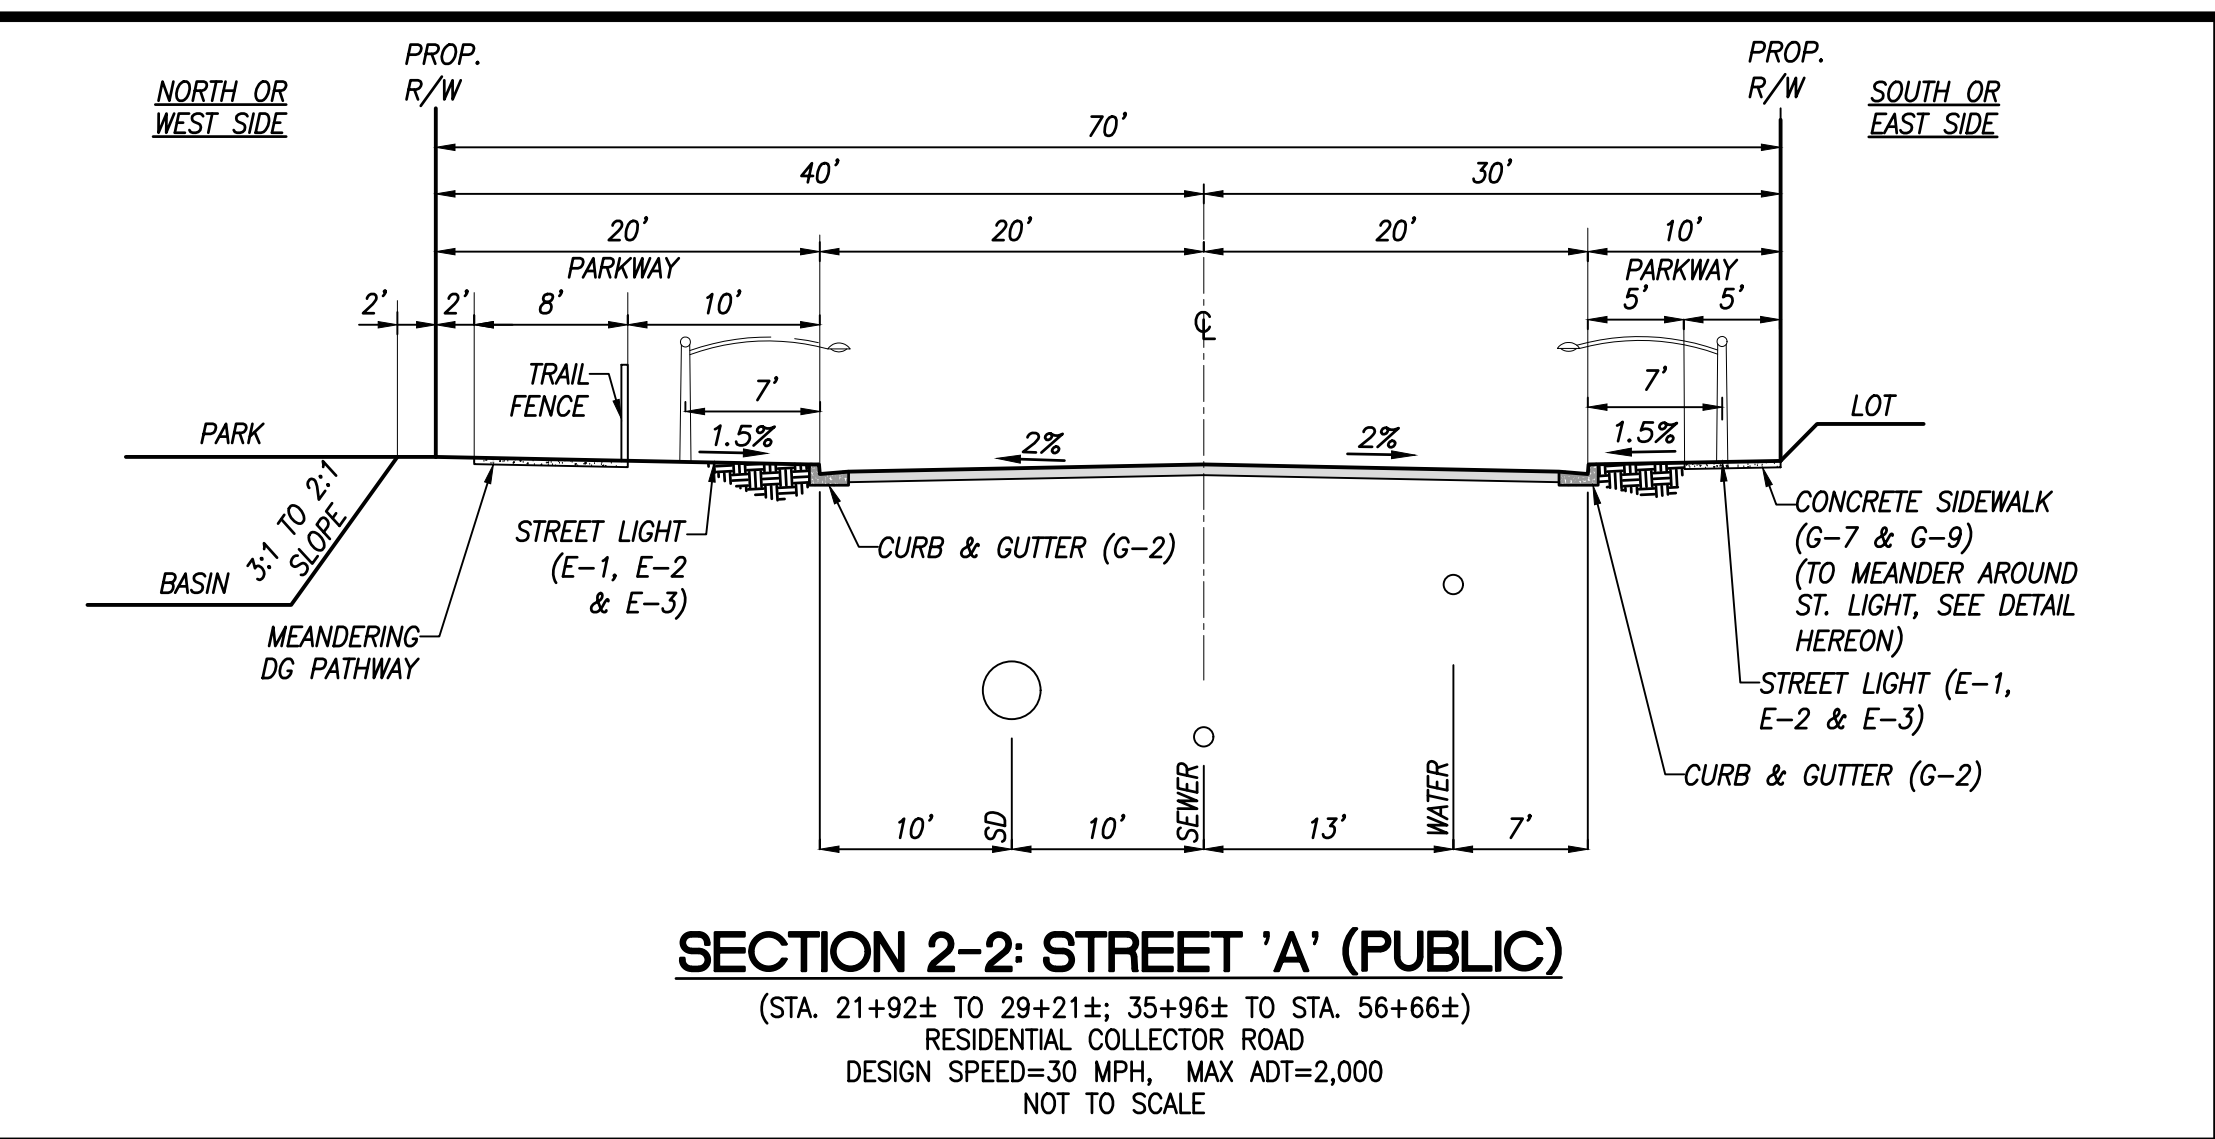 PROP.
R/W
PROP.
R/W
NORTH OR
WEST SIDE
SOUTH OR
EAST SIDE
70'
40'
30'
20'
20'
20'
10'
PARKWAY
PARKWAY
2'
2'
8'
10'
5'
5'
℄
TRAIL
FENCE
7'
7'
LOT
PARK
1.5%
2%
2%
1.5%
3:1 TO 2:1
SLOPE
BASIN
STREET LIGHT
(E-1, E-2
& E-3)
CURB & GUTTER (G-2)
CONCRETE SIDEWALK
(G-7 & G-9)
(TO MEANDER AROUND
ST. LIGHT, SEE DETAIL
HEREON)
MEANDERING
DG PATHWAY
STREET LIGHT (E-1,
E-2 & E-3)
CURB & GUTTER (G-2)
SD
SEWER
WATER
10'
10'
13'
7'
SECTION 2-2: STREET 'A' (PUBLIC)
(STA. 21+92± TO 29+21±; 35+96± TO STA. 56+66±)
RESIDENTIAL COLLECTOR ROAD
DESIGN SPEED=30 MPH, MAX ADT=2,000
NOT TO SCALE